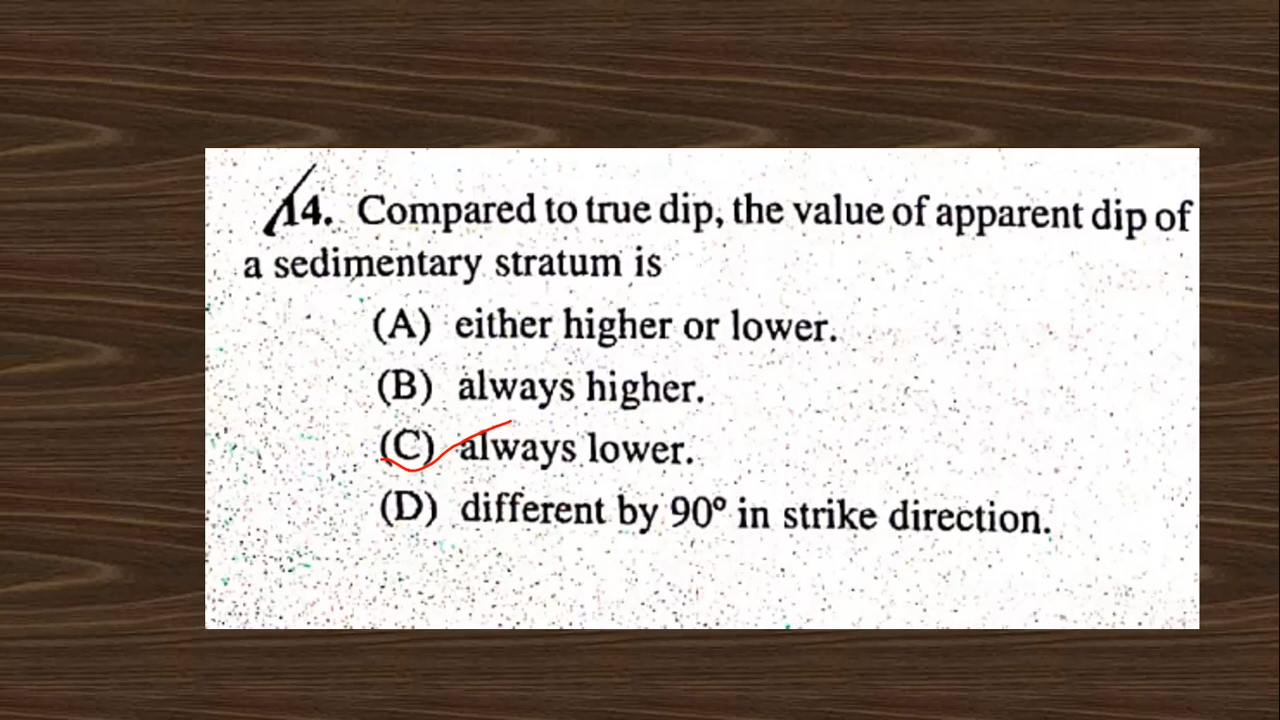 14. Compared to true dip, the value of apparent dip of
a sedimentary stratum is
(A) either higher or lower.
(B) always higher.
(C) always lower.
(D) different by 90° in strike direction.